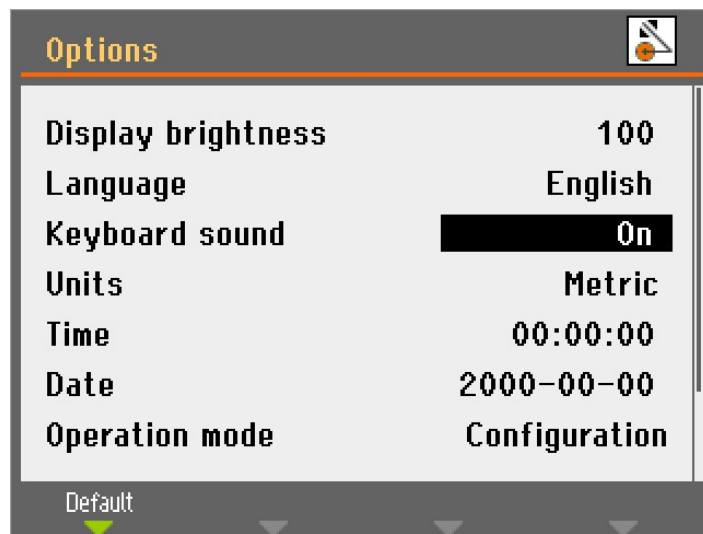 Options
Display brightness 100
Language English
Keyboard sound On
Units Metric
Time 00:00:00
Date 2000-00-00
Operation mode Configuration
Default